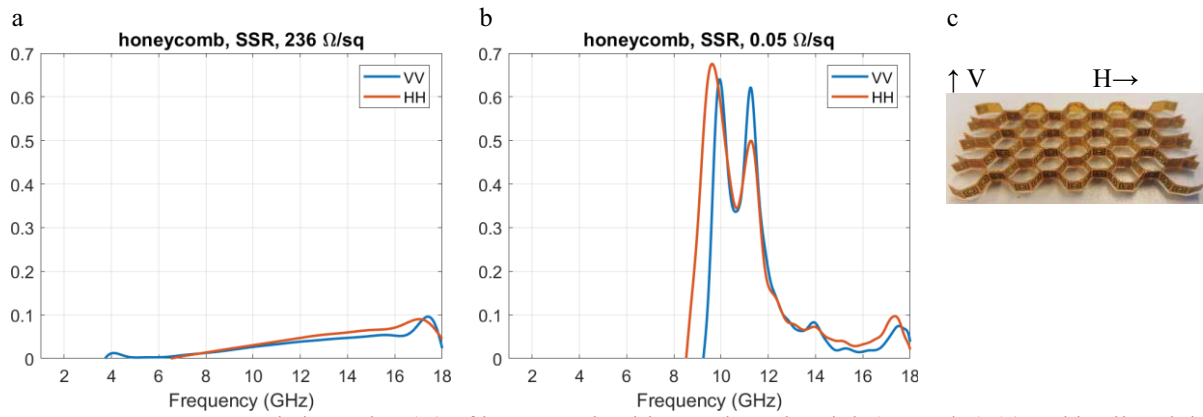 a
honeycomb, SSR, 236 Ω/sq
0.7
0.6
0.5
0.4
0.3
0.2
0.1
0
VV
HH
2 4 6 8 10 12 14 16 18
Frequency (GHz)
b
honeycomb, SSR, 0.05 Ω/sq
0.7
0.6
0.5
0.4
0.3
0.2
0.1
0
VV
HH
2 4 6 8 10 12 14 16 18
Frequency (GHz)
c
↑ V H→